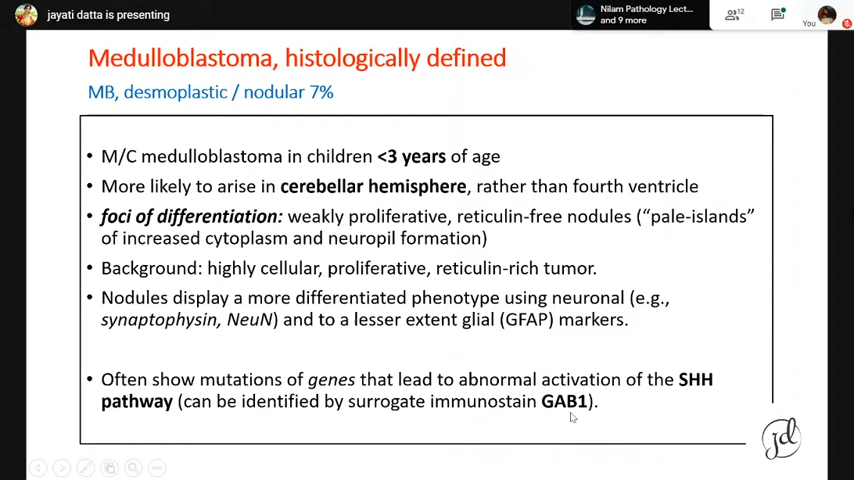 jayati datta is presenting
Nilam Pathology Lect...
and 9 more
12
You
Medulloblastoma, histologically defined
MB, desmoplastic / nodular 7%
• M/C medulloblastoma in children <3 years of age
• More likely to arise in cerebellar hemisphere, rather than fourth ventricle
• foci of differentiation: weakly proliferative, reticulin-free nodules (“pale-islands”
of increased cytoplasm and neuropil formation)
• Background: highly cellular, proliferative, reticulin-rich tumor.
• Nodules display a more differentiated phenotype using neuronal (e.g.,
synaptophysin, NeuN) and to a lesser extent glial (GFAP) markers.
• Often show mutations of genes that lead to abnormal activation of the SHH
pathway (can be identified by surrogate immunostain GAB1).
jd